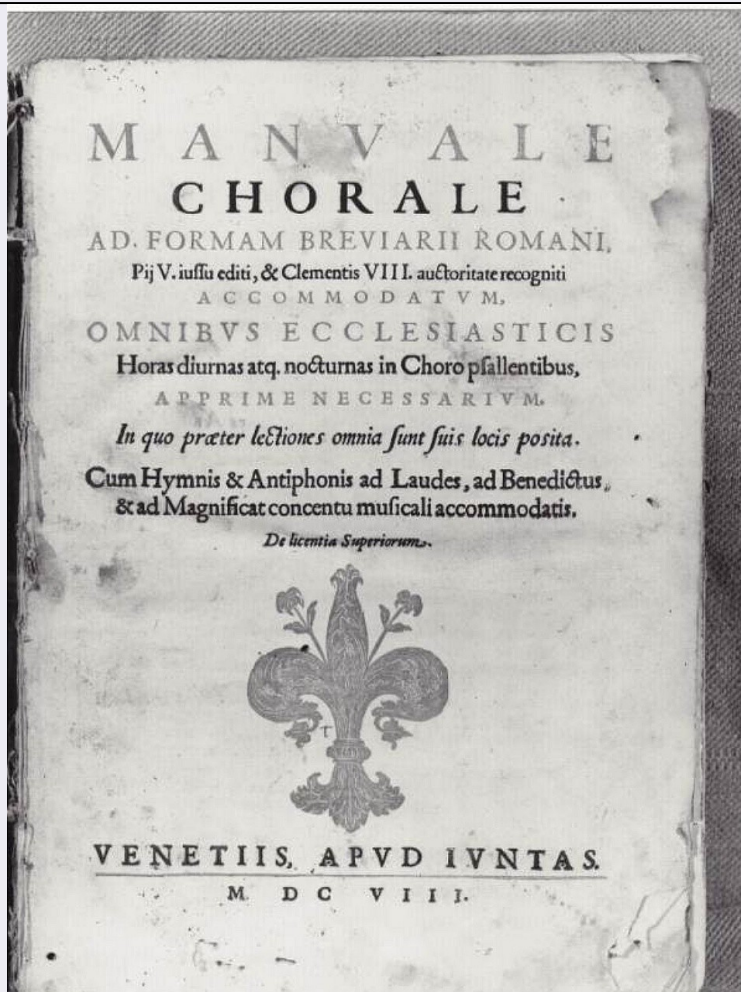 MANVALE
CHORALE
AD. FORMAM BREVIARII ROMANI,
Pij V. iuſſu editi, & Clementis VIII. auctoritate recogniti
ACCOMMODATVM,
OMNIBVS ECCLESIASTICIS
Horas diurnas atq. nocturnas in Choro pſallentibus,
APPRIME NECESSARIVM.
In quo præter lectiones omnia ſunt ſuis locis poſita.
Cum Hymnis & Antiphonis ad Laudes, ad Benedictus,
& ad Magnificat concentu muſicali accommodatis.
De licentia Superiorum.
T
VENETIIS, APVD IVNTAS.
M DC VIII.